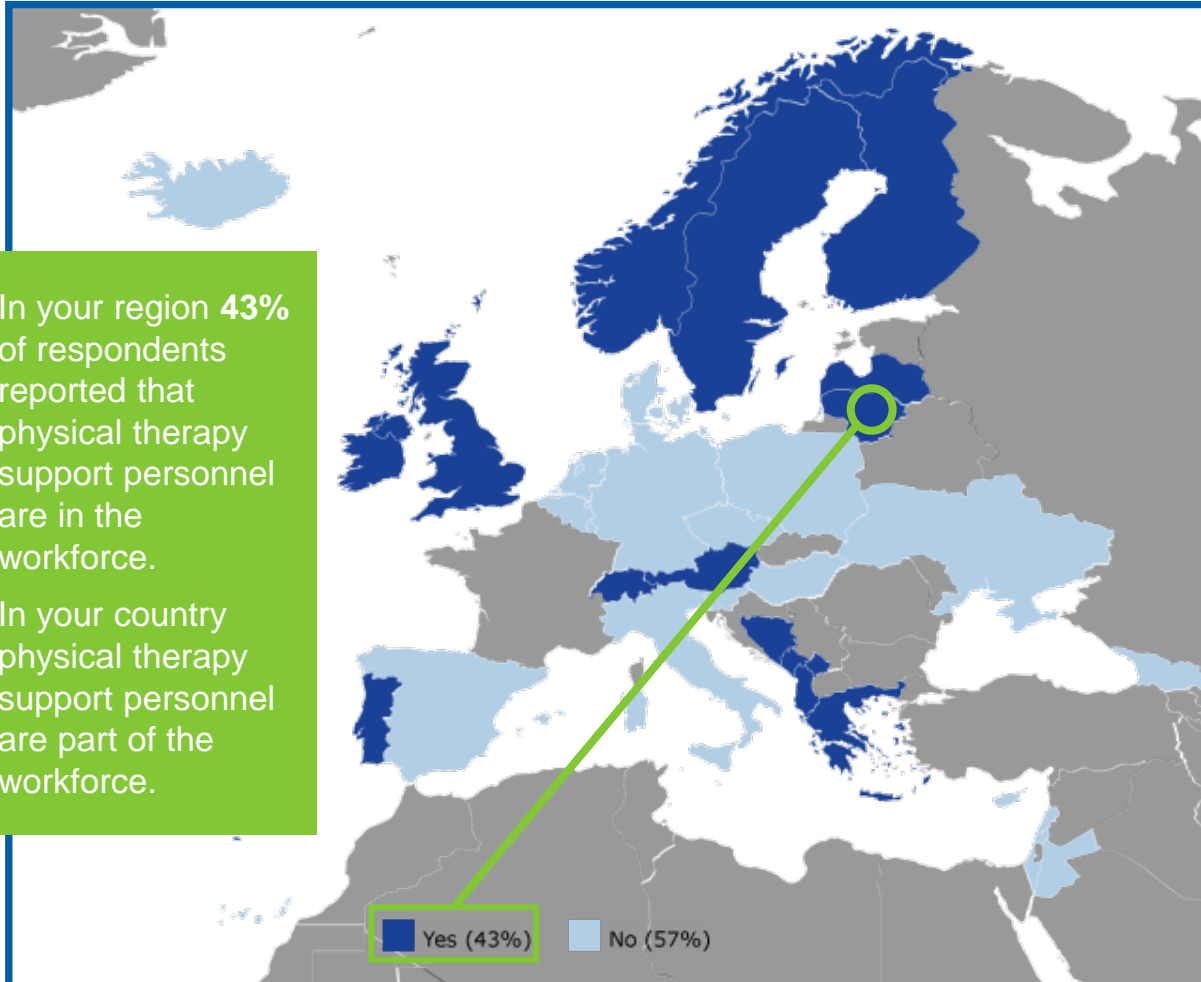 In your region 43%
of respondents
reported that
physical therapy
support personnel
are in the
workforce.
In your country
physical therapy
support personnel
are part of the
workforce.
Yes (43%)
No (57%)